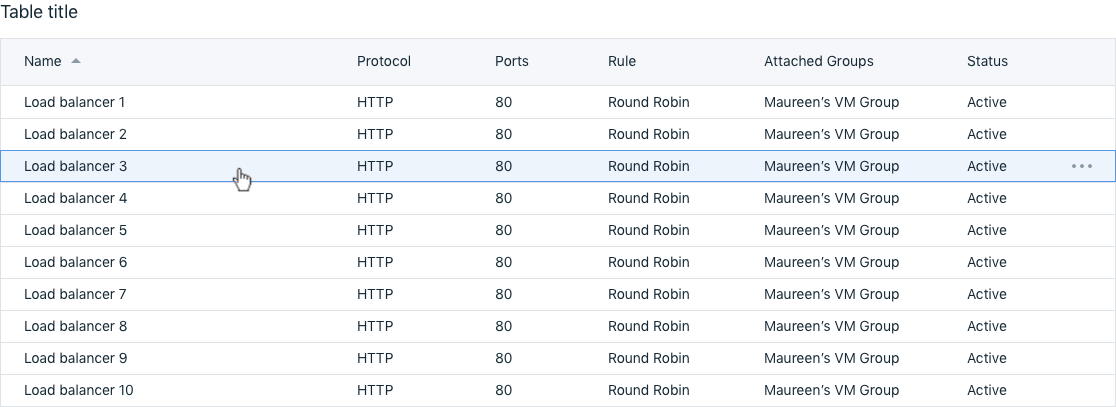 Table title
Name Protocol Ports Rule Attached Groups Status
Load balancer 1 HTTP 80 Round Robin Maureen’s VM Group Active
Load balancer 2 HTTP 80 Round Robin Maureen’s VM Group Active
Load balancer 3 HTTP 80 Round Robin Maureen’s VM Group Active
Load balancer 4 HTTP 80 Round Robin Maureen’s VM Group Active
Load balancer 5 HTTP 80 Round Robin Maureen’s VM Group Active
Load balancer 6 HTTP 80 Round Robin Maureen’s VM Group Active
Load balancer 7 HTTP 80 Round Robin Maureen’s VM Group Active
Load balancer 8 HTTP 80 Round Robin Maureen’s VM Group Active
Load balancer 9 HTTP 80 Round Robin Maureen’s VM Group Active
Load balancer 10 HTTP 80 Round Robin Maureen’s VM Group Active